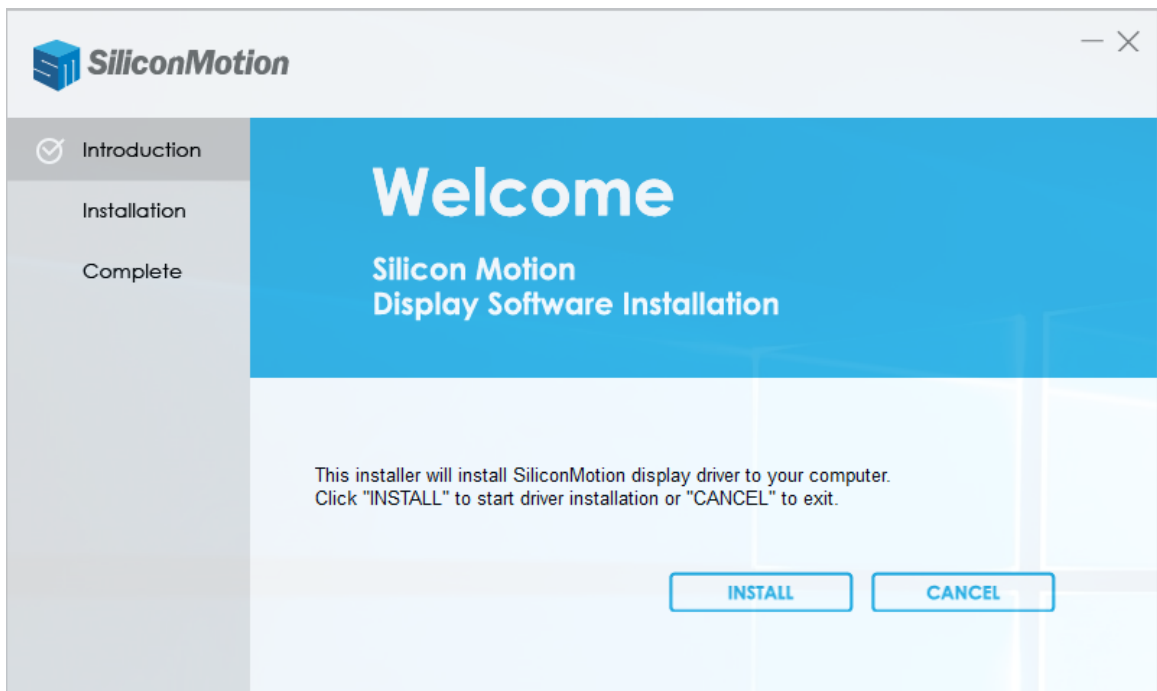 SiliconMotion
Introduction
Installation
Complete
Welcome
Silicon Motion
Display Software Installation
This installer will install SiliconMotion display driver to your computer.
Click "INSTALL" to start driver installation or "CANCEL" to exit.
INSTALL
CANCEL